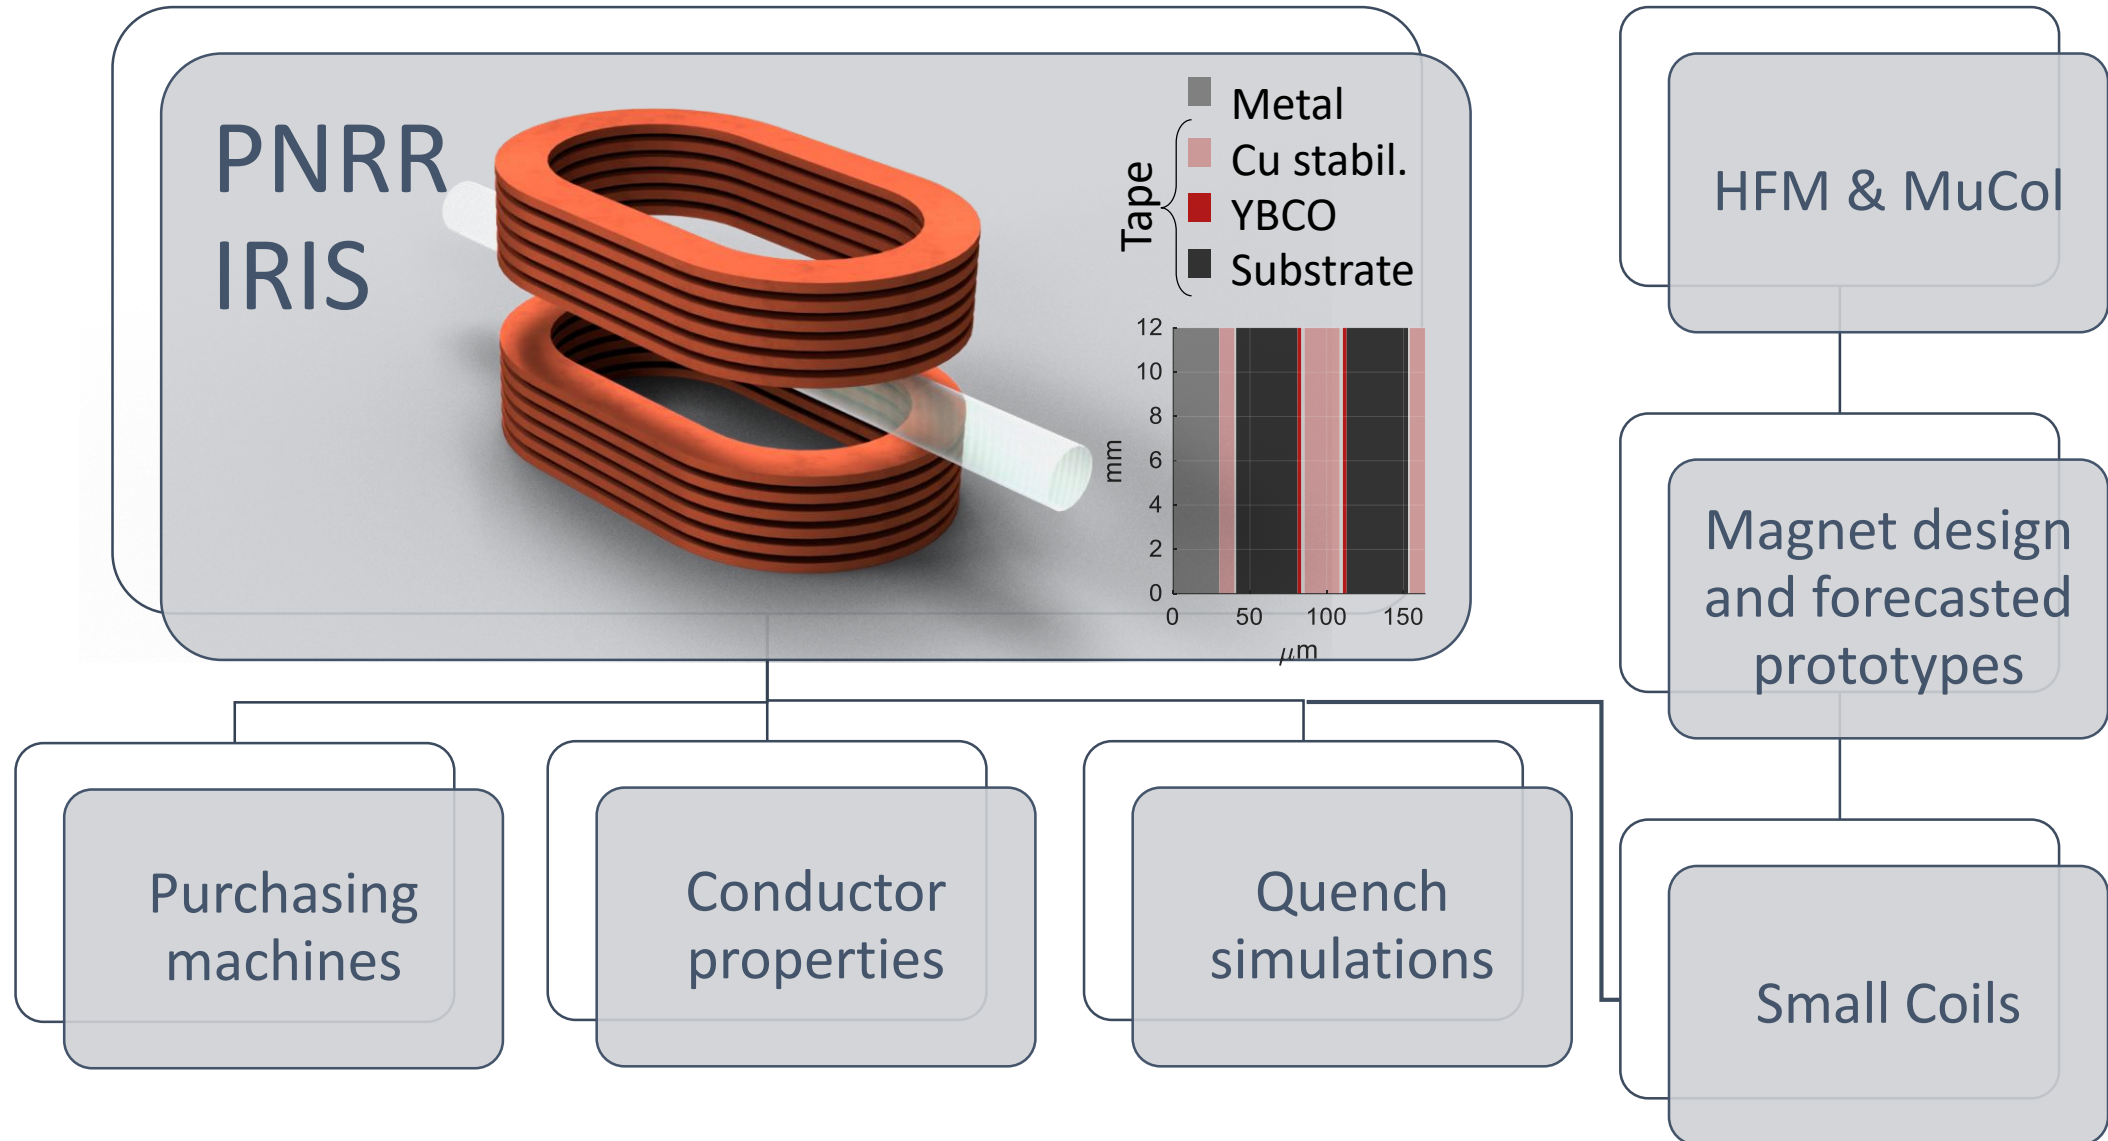 PNRR
IRIS
Metal
Cu stabil.
YBCO
Substrate
Tape
12
10
8
6
4
2
0
mm
0 50 100 150
μm
HFM & MuCol
Magnet design
and forecasted
prototypes
Purchasing
machines
Conductor
properties
Quench
simulations
Small Coils